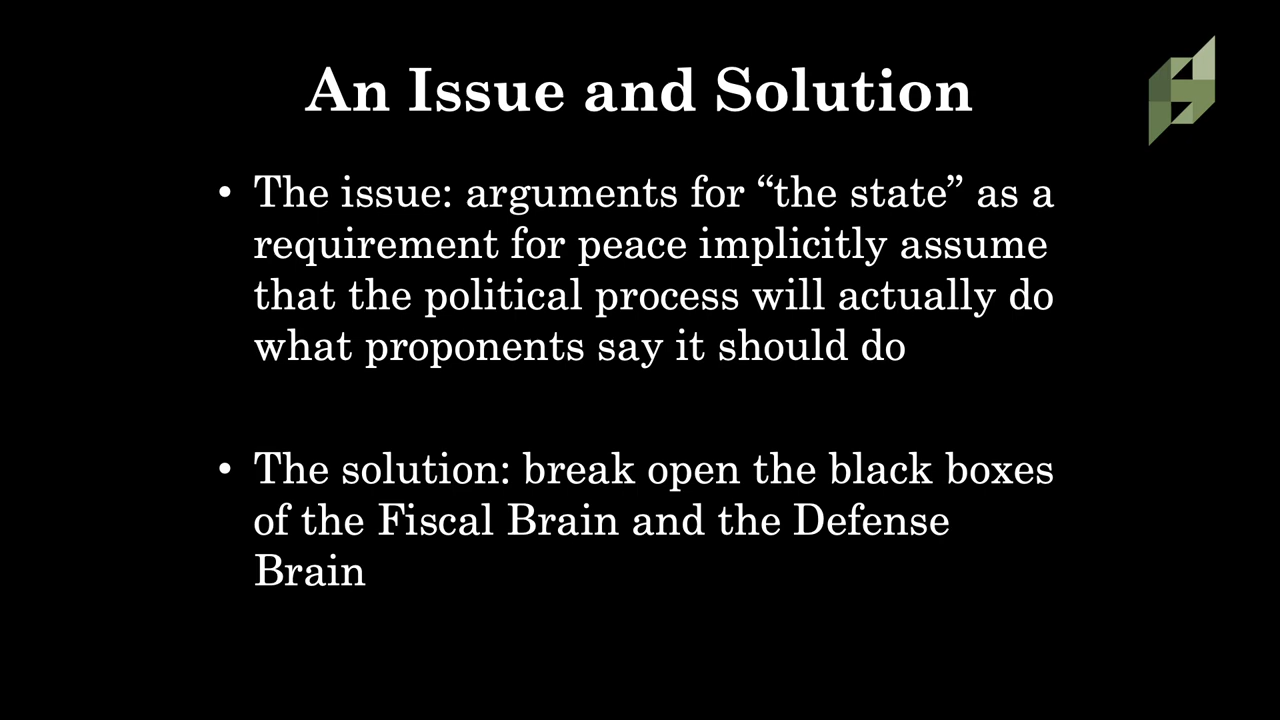 An Issue and Solution
• The issue: arguments for “the state” as a
requirement for peace implicitly assume
that the political process will actually do
what proponents say it should do
• The solution: break open the black boxes
of the Fiscal Brain and the Defense
Brain